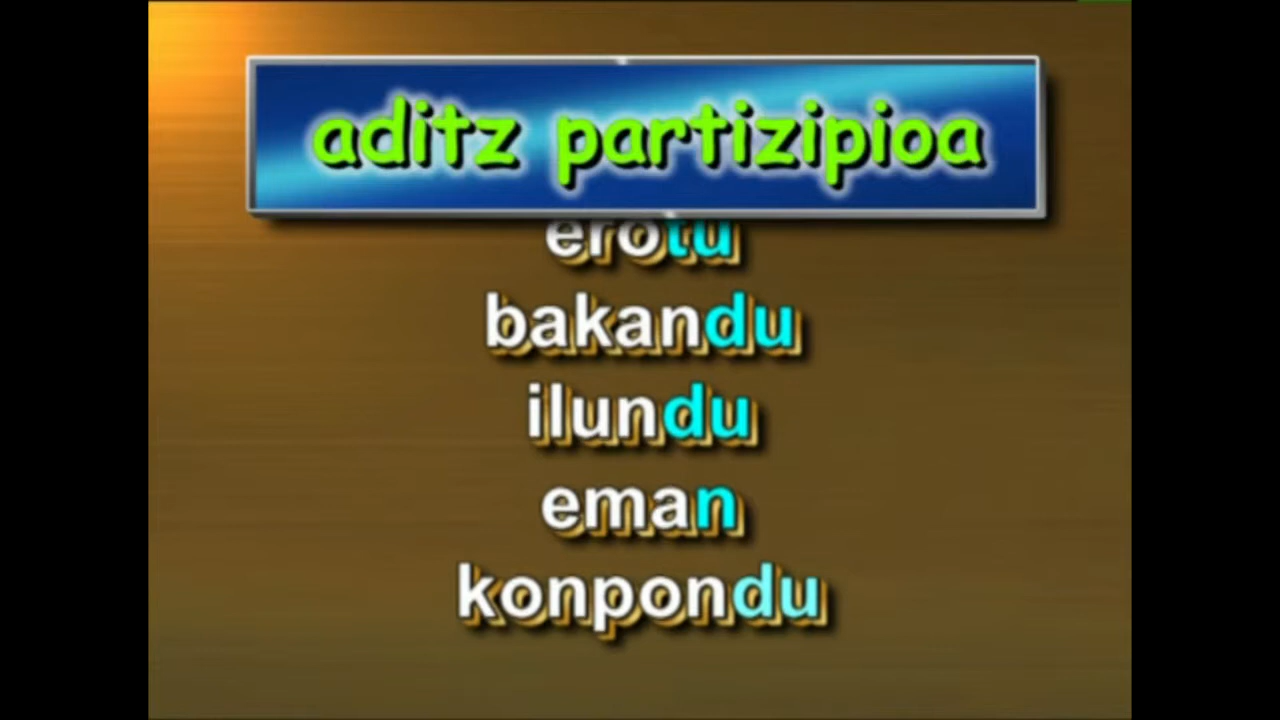 aditz partizipioa
erotu
bakandu
ilundu
eman
konpondu